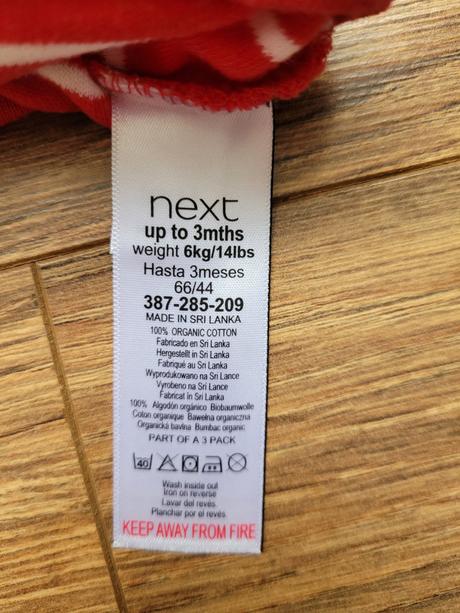 next
up to 3mths
weight 6kg/14lbs
Hasta 3meses
66/44
387-285-209
MADE IN SRI LANKA
100% ORGANIC COTTON
Fabricado en Sri Lanka
Hergestellt in Sri Lanka
Fabriqué au Sri Lanka
Wyprodukowano na Sri Lance
Vyrobeno na Sri Lance
Fabricat în Sri Lanka
100% Algodón orgánico Biobaumwolle
Coton organique Bawełna organiczna
Organická bavlna Bumbac organic
PART OF A 3 PACK
40
Wash inside out
Iron on reverse
Lavar del revés.
Planchar por el revés.
KEEP AWAY FROM FIRE